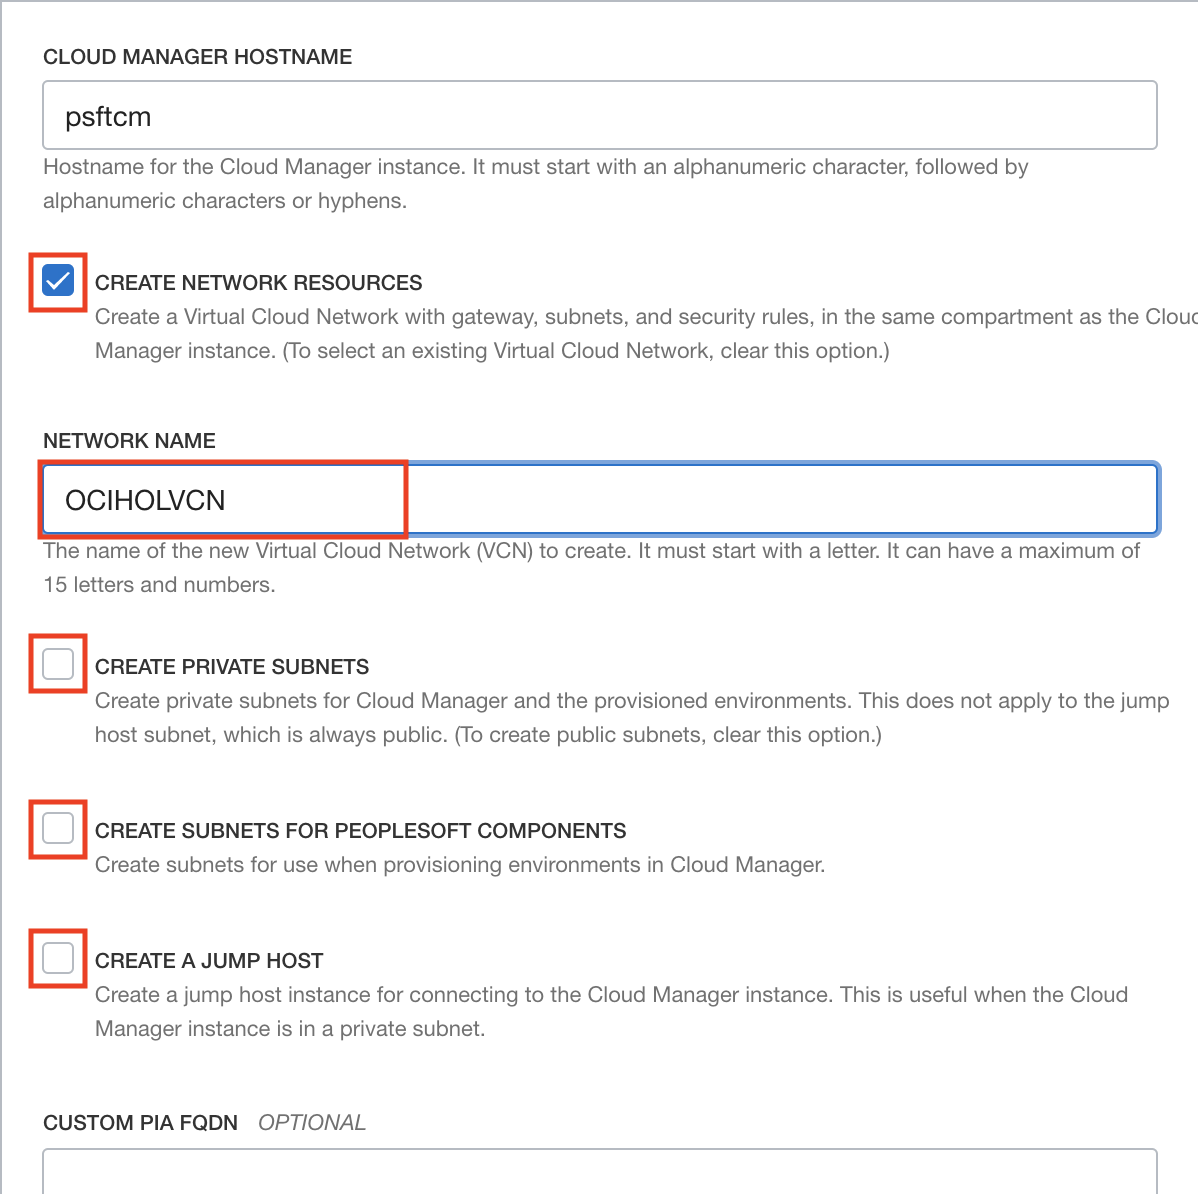 CLOUD MANAGER HOSTNAME
psftcm
Hostname for the Cloud Manager instance. It must start with an alphanumeric character, followed by
alphanumeric characters or hyphens.
CREATE NETWORK RESOURCES
Create a Virtual Cloud Network with gateway, subnets, and security rules, in the same compartment as the Cloud
Manager instance. (To select an existing Virtual Cloud Network, clear this option.)
NETWORK NAME
OCIHOLVCN
The name of the new Virtual Cloud Network (VCN) to create. It must start with a letter. It can have a maximum of
15 letters and numbers.
CREATE PRIVATE SUBNETS
Create private subnets for Cloud Manager and the provisioned environments. This does not apply to the jump
host subnet, which is always public. (To create public subnets, clear this option.)
CREATE SUBNETS FOR PEOPLESOFT COMPONENTS
Create subnets for use when provisioning environments in Cloud Manager.
CREATE A JUMP HOST
Create a jump host instance for connecting to the Cloud Manager instance. This is useful when the Cloud
Manager instance is in a private subnet.
CUSTOM PIA FQDN OPTIONAL